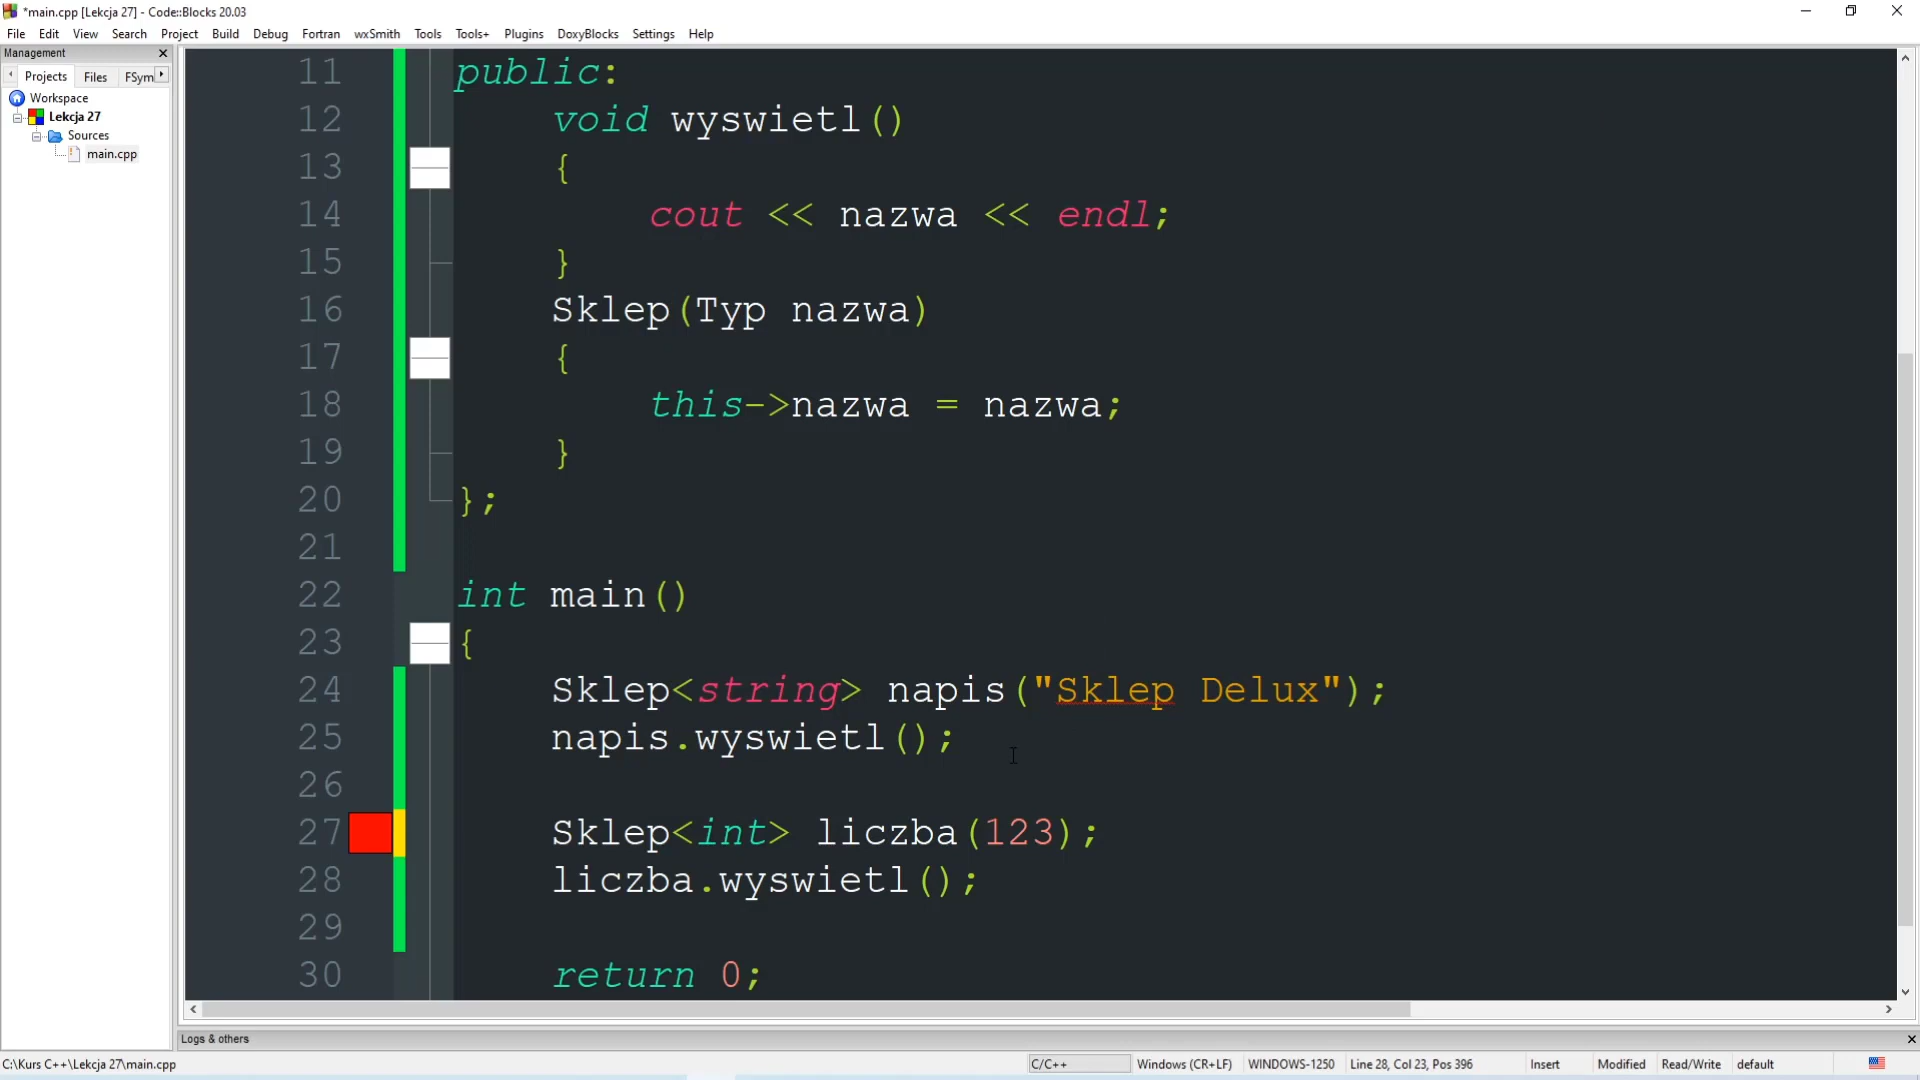 *main.cpp [Lekcja 27] - Code::Blocks 20.03
File Edit View Search Project Build Debug Fortran wxSmith Tools Tools+ Plugins DoxyBlocks Settings Help
Management
Projects Files FSym
Workspace
Lekcja 27
Sources
main.cpp
11 public:
12 void wyswietl()
13 {
14 cout << nazwa << endl;
15 }
16 Sklep(Typ nazwa)
17 {
18 this->nazwa = nazwa;
19 }
20 };
21
22 int main()
23 {
24 Sklep<string> napis("Sklep Delux");
25 napis.wyswietl();
26
27 Sklep<int> liczba(123);
28 liczba.wyswietl();
29
30 return 0;
Logs & others
C:\Kurs C++\Lekcja 27\main.cpp C/C++ Windows (CR+LF) WINDOWS-1250 Line 28, Col 23, Pos 396 Insert Modified Read/Write default